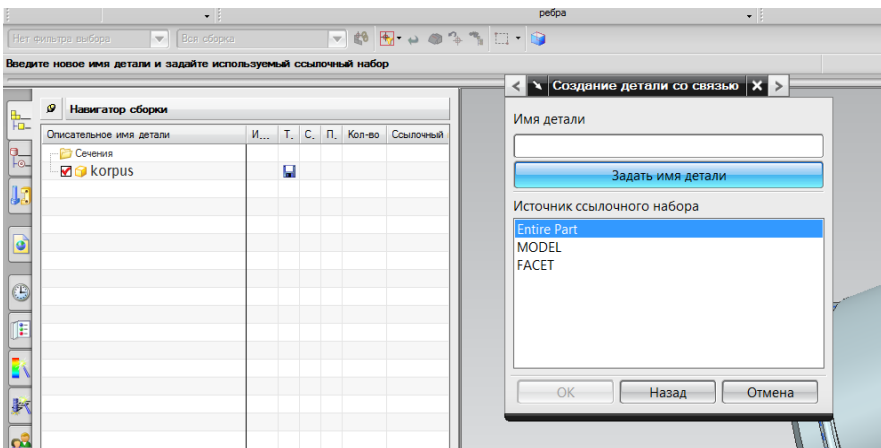 ребра
Нет фильтра выбора
Вся сборка
Введите новое имя детали и задайте используемый ссылочный набор
Создание детали со связью
Навигатор сборки
Описательное имя детали И... Т. С. П. Кол-во Ссылочный
Сечения
korpus
Имя детали
Задать имя детали
Источник ссылочного набора
Entire Part
MODEL
FACET
OK Назад Отмена